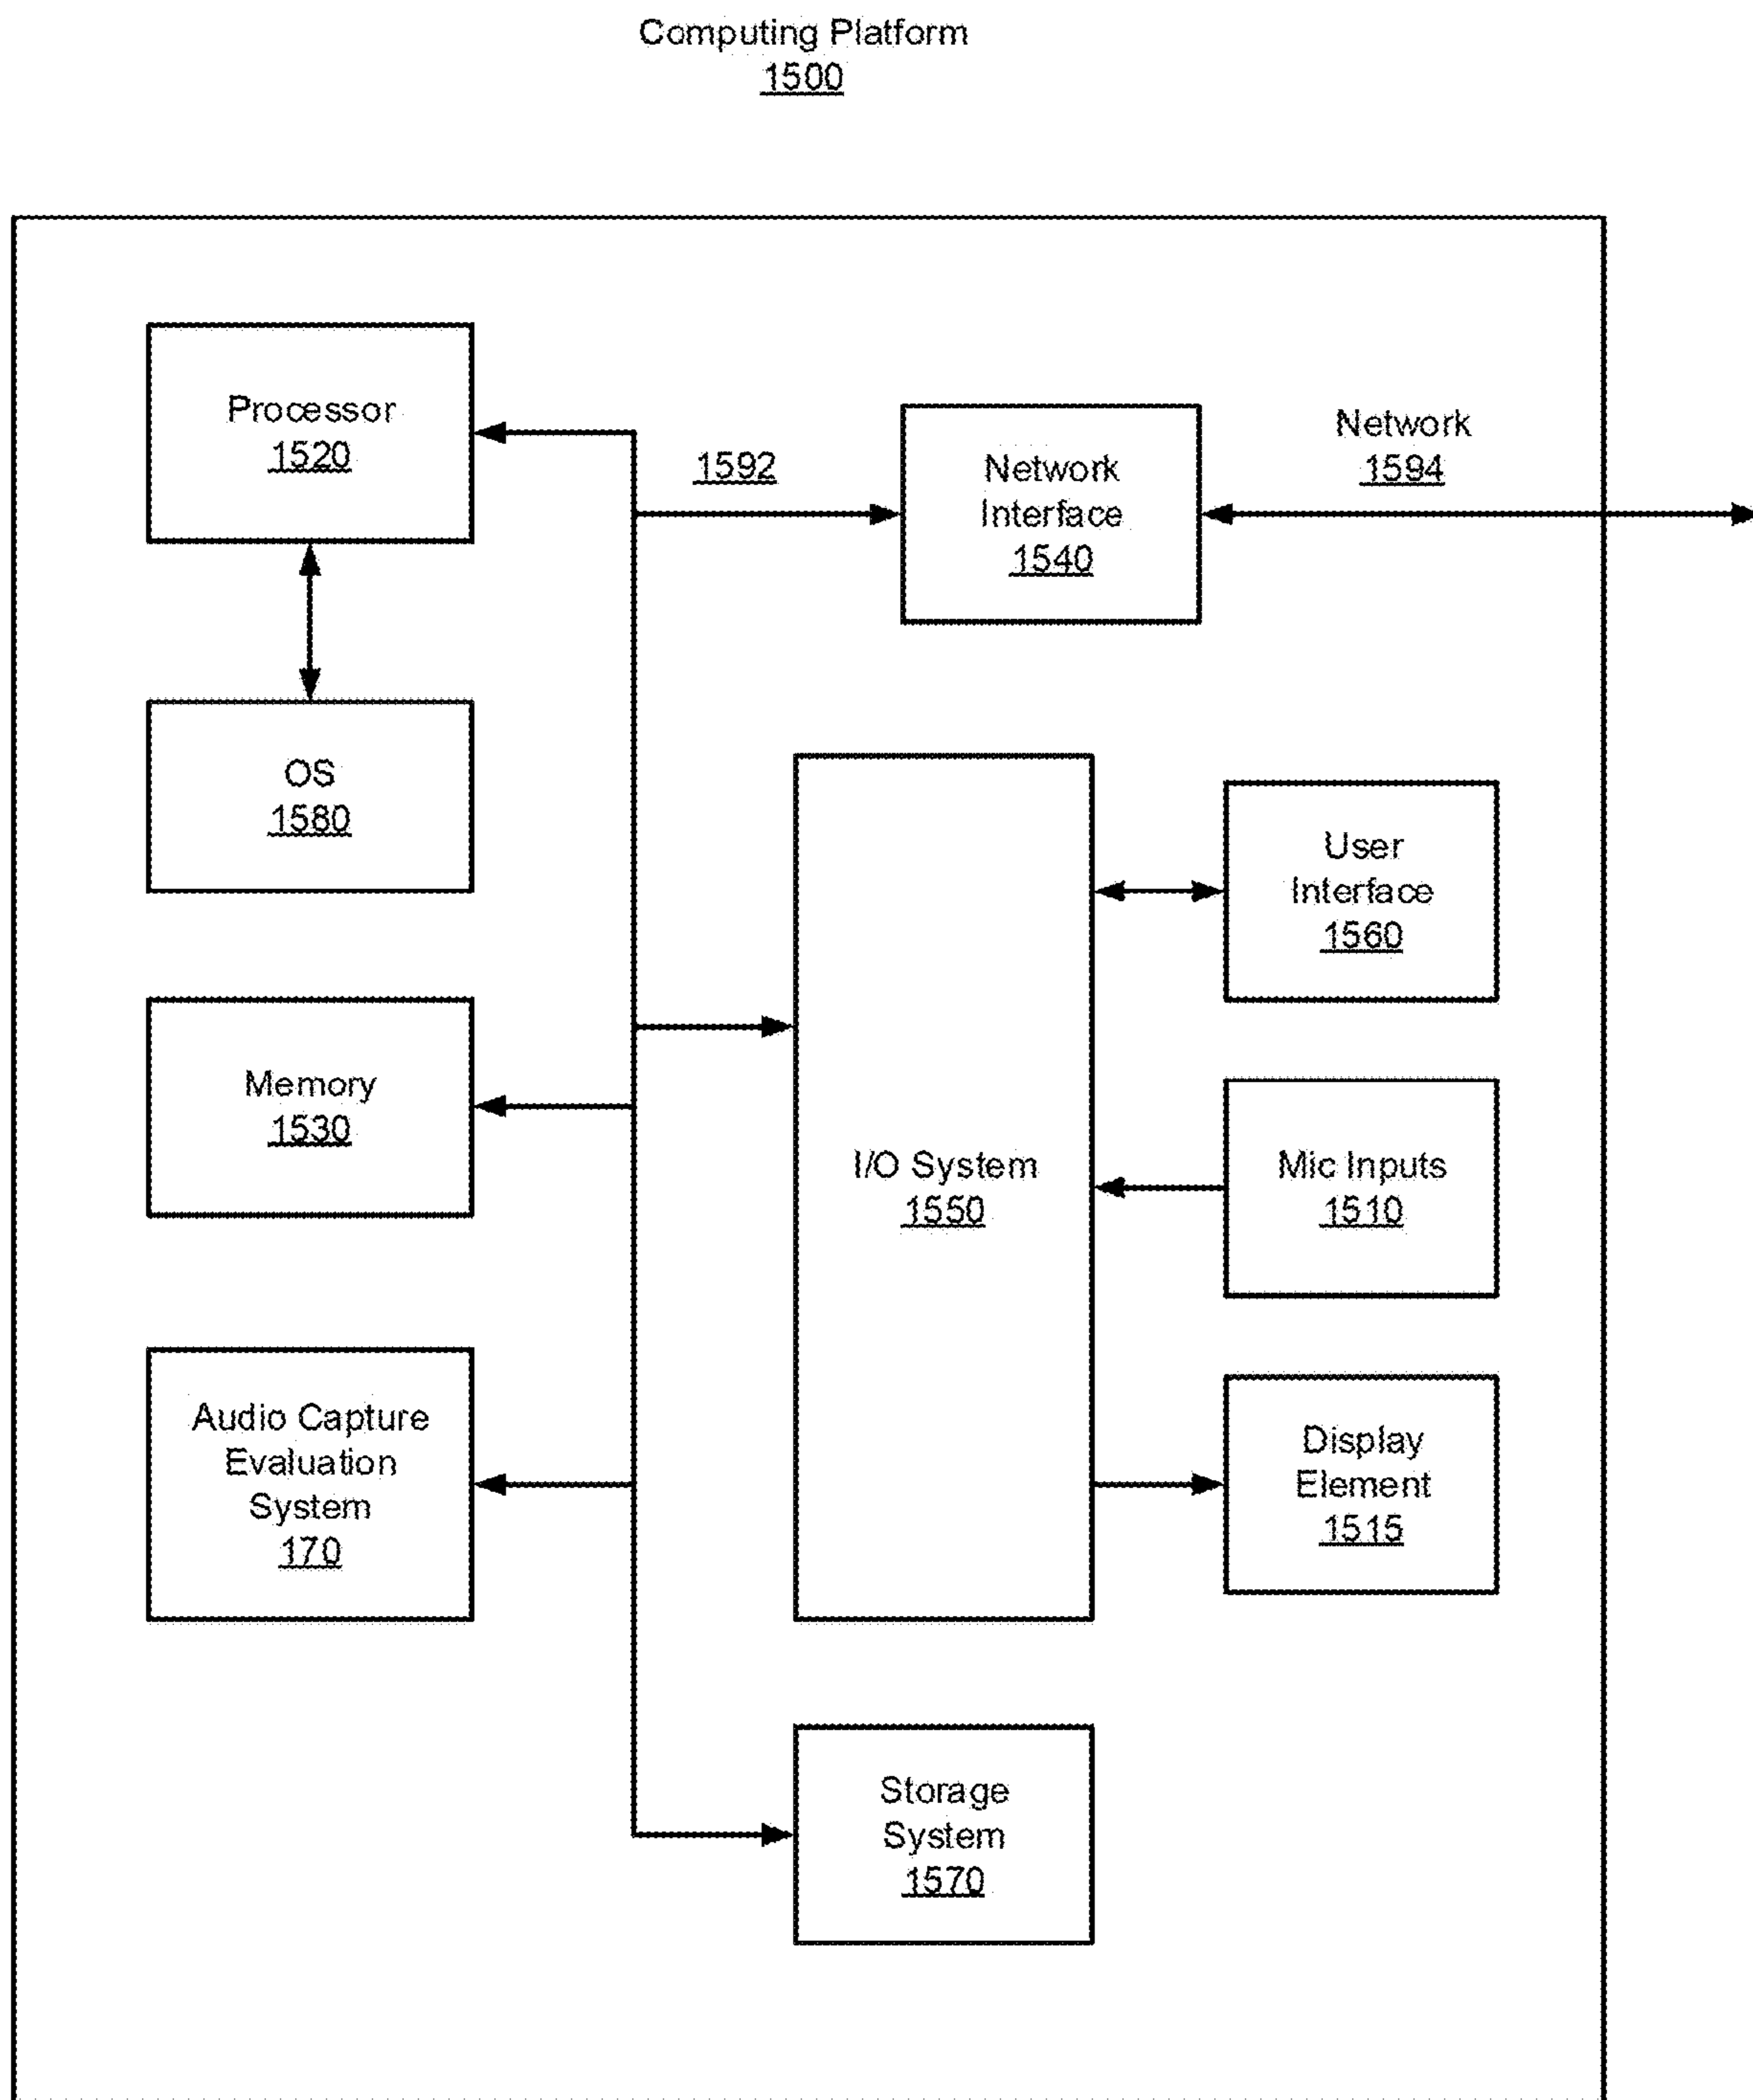 Computing Platform
1500
Processor
1520
1592
Network
Interface
1540
Network
1594
OS
1580
User
Interface
1560
Memory
1530
I/O System
1550
Mic Inputs
1510
Audio Capture
Evaluation
System
170
Display
Element
1515
Storage
System
1570